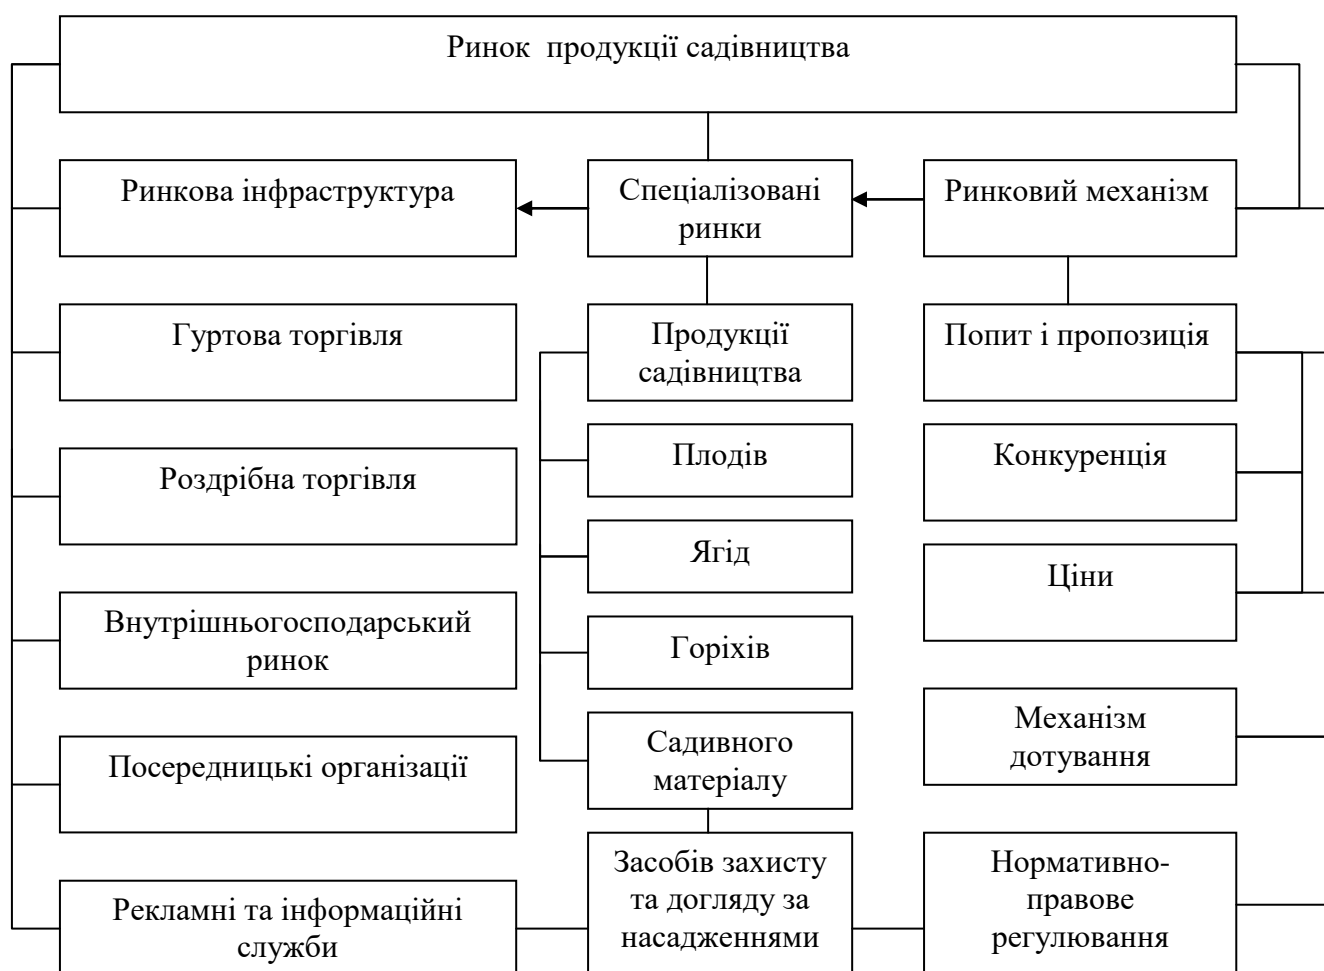 Ринок продукції садівництва
Ринкова інфраструктура
Спеціалізовані
ринки
Ринковий механізм
Гуртова торгівля
Продукції
садівництва
Попит і пропозиція
Роздрібна торгівля
Плодів
Конкуренція
Ягід
Ціни
Внутрішньогосподарський
ринок
Горіхів
Посередницькі організації
Садивного
матеріалу
Механізм
дотування
Рекламні та інформаційні
служби
Засобів захисту
та догляду за
насадженнями
Нормативно-
правове
регулювання